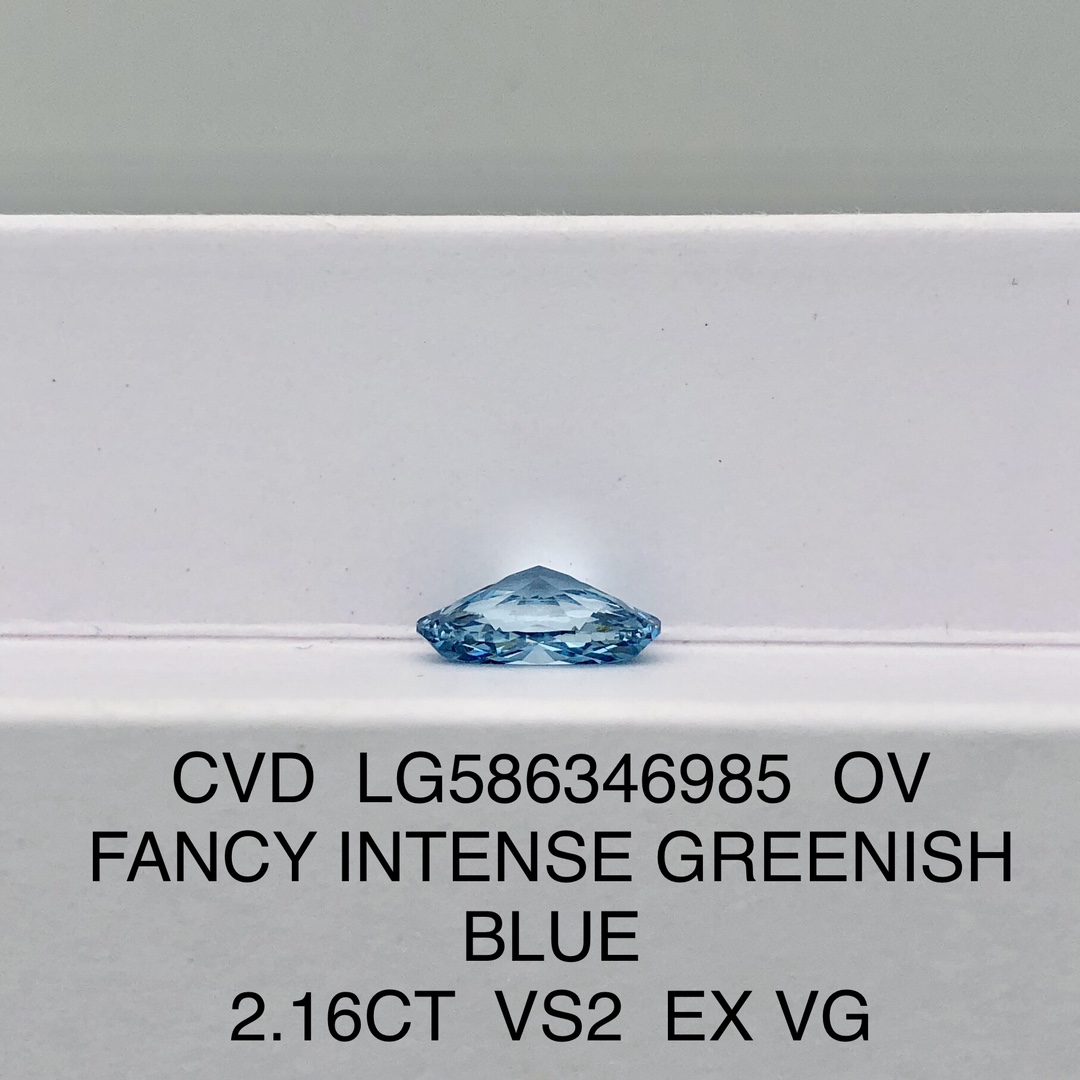 CVD LG586346985 OV
FANCY INTENSE GREENISH
BLUE
2.16CT VS2 EX VG